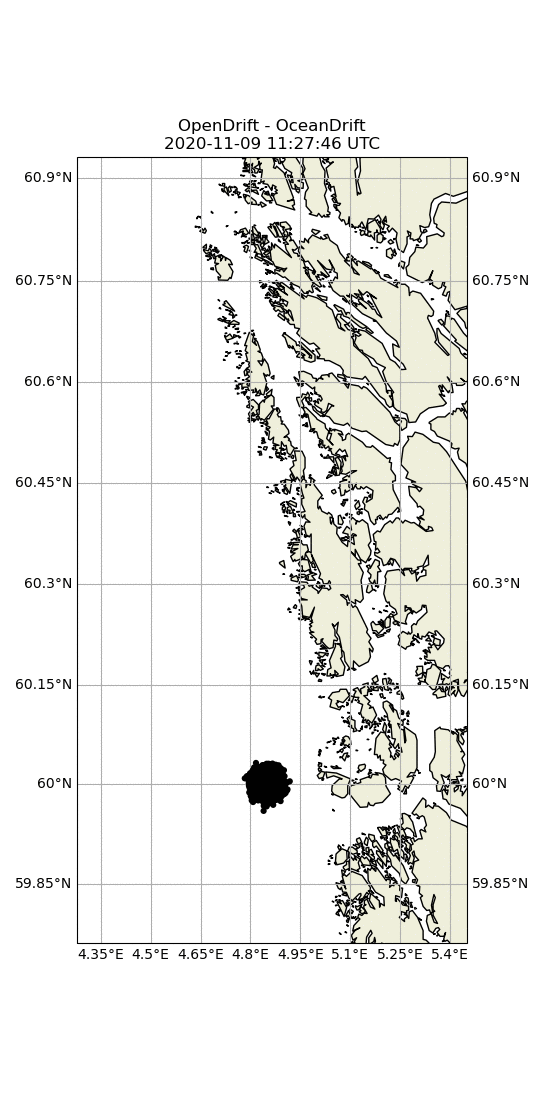 OpenDrift - OceanDrift
2020-11-09 11:27:46 UTC
60.9°N 60.9°N
60.75°N 60.75°N
60.6°N 60.6°N
60.45°N 60.45°N
60.3°N 60.3°N
60.15°N 60.15°N
60°N 60°N
59.85°N 59.85°N
4.35°E 4.5°E 4.65°E 4.8°E 4.95°E 5.1°E 5.25°E 5.4°E